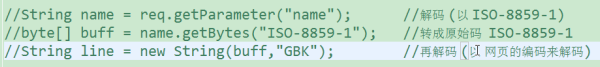 //String name = req.getParameter("name"); //解码 (以 ISO-8859-1)
//byte[] buff = name.getBytes("ISO-8859-1"); //转成原始码 ISO-8859-1
//String line = new String(buff,"GBK"); //再解码 (以 网页的编码来解码)